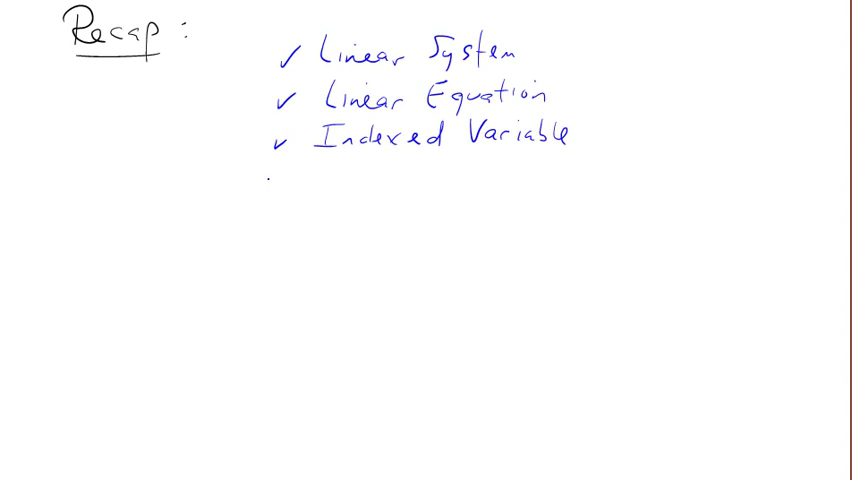 Recap :
✓ Linear System
✓ Linear Equation
✓ Indexed Variable